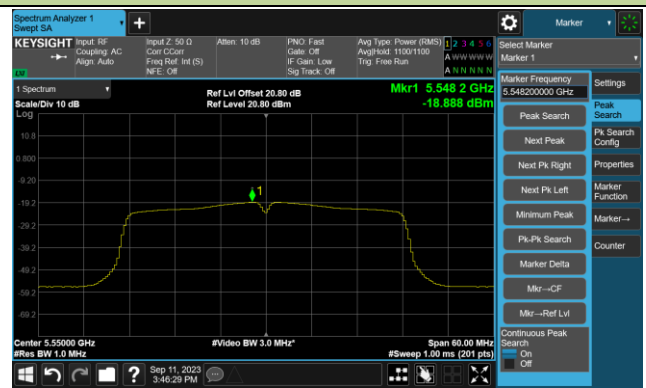 Spectrum Analyzer 1
Swept SA
+
Marker
KEYSIGHT
Input: RF
Coupling: AC
Align: Auto
Input Z: 50 Ω
Corr CCorr
Freq Ref: Int (S)
NFE: Off
Atten: 10 dB
PNO: Fast
Gate: Off
IF Gain: Low
Sig Track: Off
Avg Type: Power (RMS)
Avg|Hold: 1100/1100
Trig: Free Run
1 2 3 4 5 6
A W W W W W
A N N N N N
LXI
Select Marker
Marker 1
1 Spectrum
Scale/Div 10 dB
Log
Ref Lvl Offset 20.80 dB
Ref Level 20.80 dBm
Mkr1 5.548 2 GHz
-18.888 dBm
10.8
0.800
-9.20
-19.2
-29.2
-39.2
-49.2
-59.2
-69.2
1
Center 5.55000 GHz
#Res BW 1.0 MHz
#Video BW 3.0 MHz*
Span 60.00 MHz
#Sweep 1.00 ms (201 pts)
Marker Frequency
5.548200000 GHz
Peak Search
Next Peak
Next Pk Right
Next Pk Left
Minimum Peak
Pk-Pk Search
Marker Delta
Mkr→CF
Mkr→Ref Lvl
Continuous Peak
Search
On
Off
Settings
Peak
Search
Pk Search
Config
Properties
Marker
Function
Marker→
Counter
?
Sep 11, 2023
3:46:29 PM